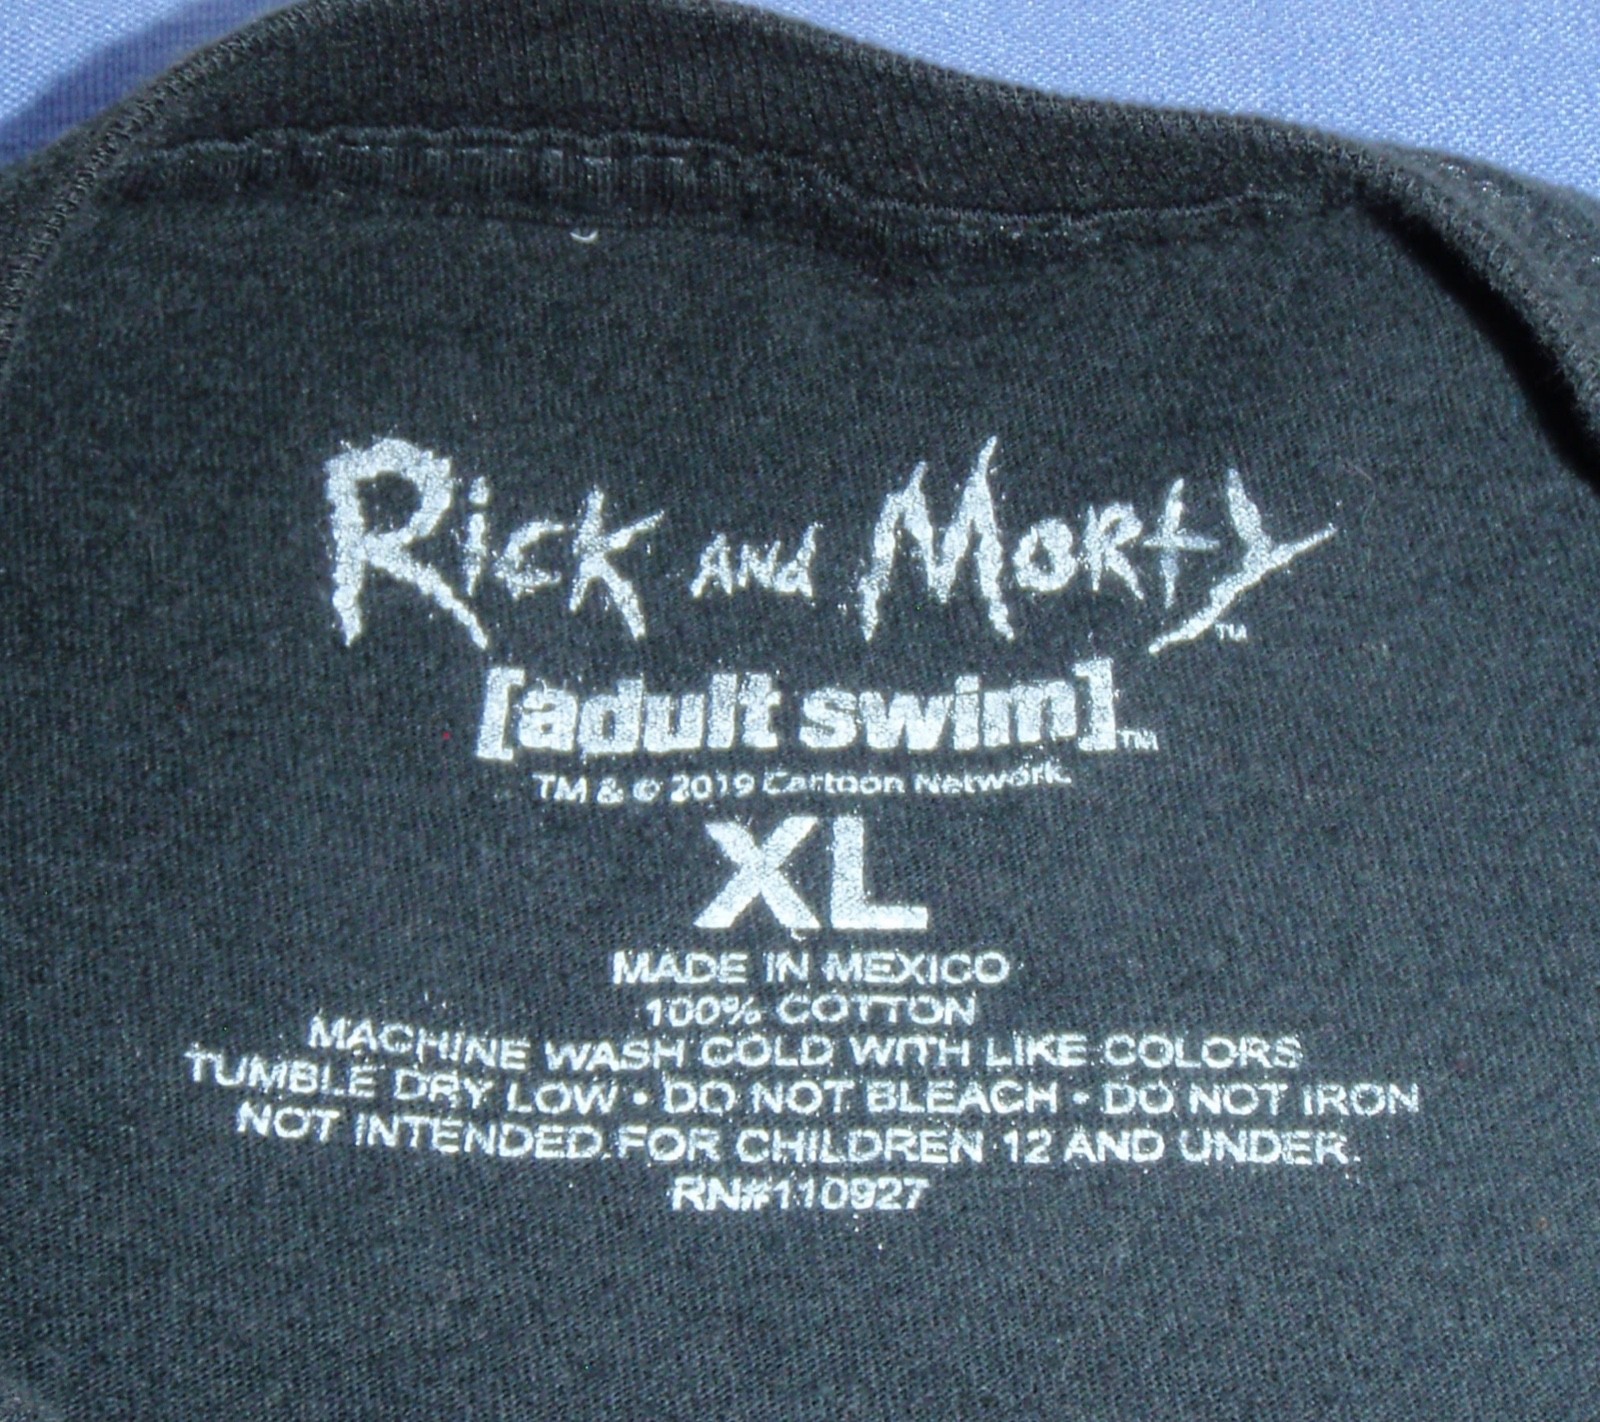 Rick and Morty™
[adult swim]™
TM & © 2019 Cartoon Network.
XL
MADE IN MEXICO
100% COTTON
MACHINE WASH COLD WITH LIKE COLORS
TUMBLE DRY LOW • DO NOT BLEACH • DO NOT IRON
NOT INTENDED FOR CHILDREN 12 AND UNDER.
RN#110927